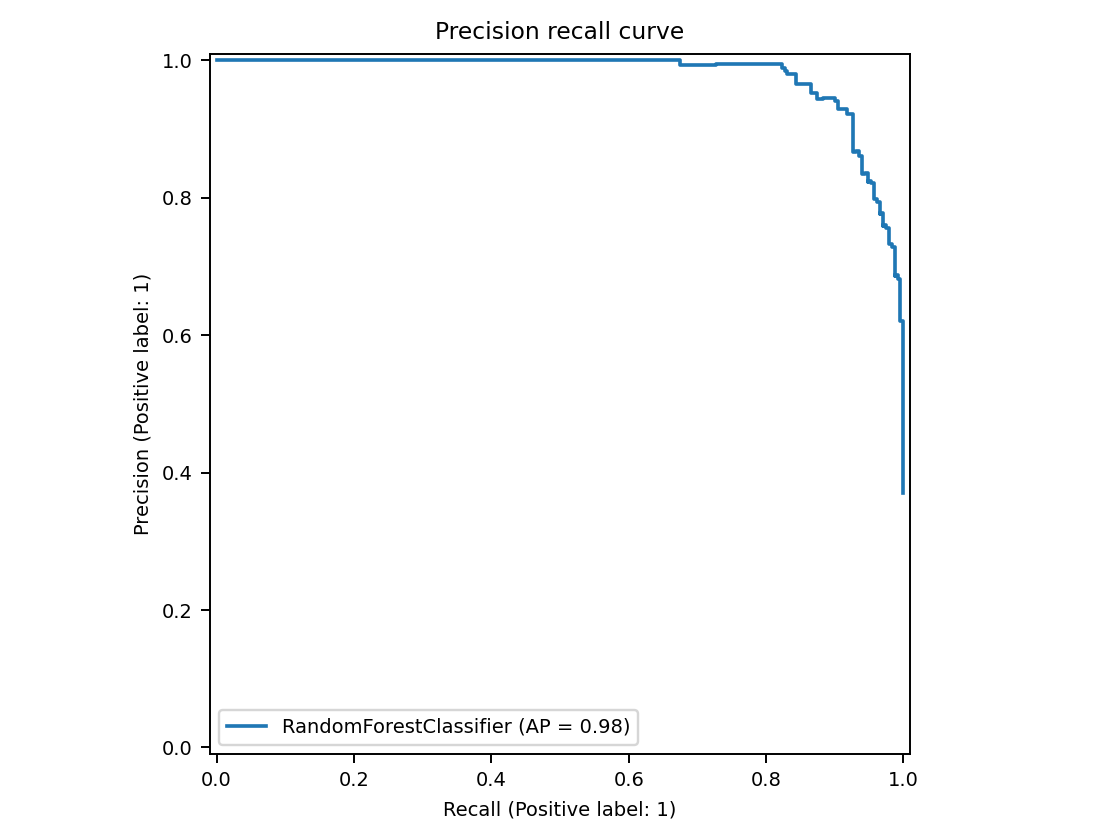 Precision recall curve
Precision (Positive label: 1)
1.0
0.8
0.6
0.4
0.2
0.0
RandomForestClassifier (AP = 0.98)
0.0 0.2 0.4 0.6 0.8 1.0
Recall (Positive label: 1)